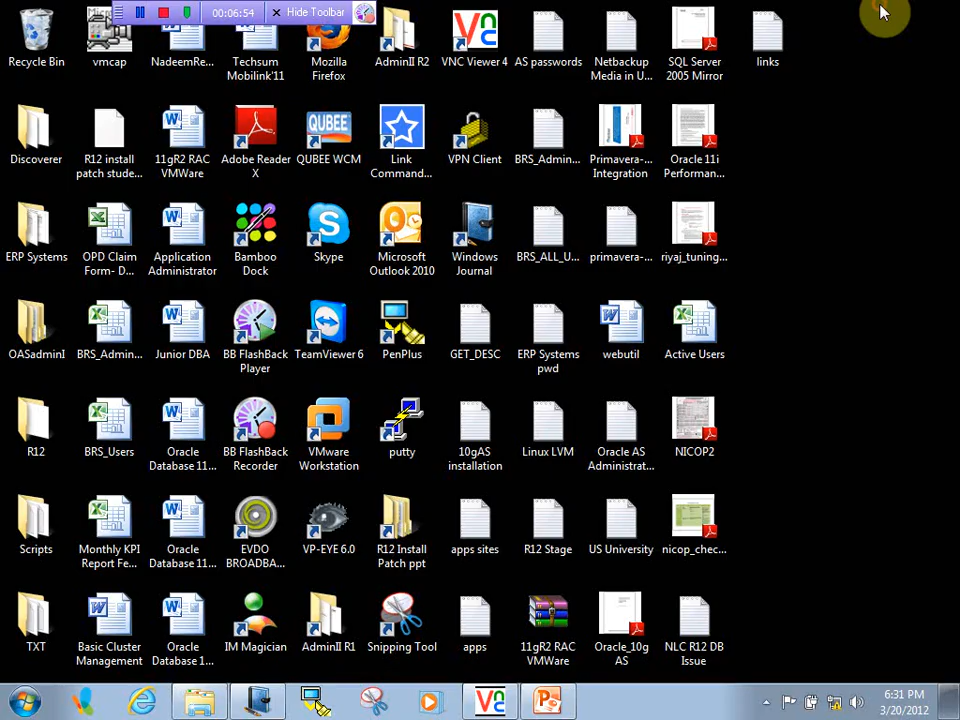 00:06:54
Hide Toolbar
Recycle Bin
vmcap
NadeemRe...
Techsum Mobilink'11
Mozilla Firefox
AdminII R2
VNC Viewer 4
AS passwords
Netbackup Media in U...
SQL Server 2005 Mirror
links
Discoverer
R12 install patch stude...
11gR2 RAC VMWare
Adobe Reader X
QUBEE
QUBEE WCM
Link Command...
VPN Client
BRS_Admin...
Primavera-... Integration
Oracle 11i Performan...
ERP Systems
OPD Claim Form- D...
Application Administrator
Bamboo Dock
Skype
Microsoft Outlook 2010
Windows Journal
BRS_ALL_U...
primavera-...
riyaj_tuning...
OASadminI
BRS_Admin...
Junior DBA
BB FlashBack Player
TeamViewer 6
PenPlus
GET_DESC
ERP Systems pwd
webutil
Active Users
R12
BRS_Users
Oracle Database 11...
BB FlashBack Recorder
VMware Workstation
putty
10gAS installation
Linux LVM
Oracle AS Administrat...
NICOP2
Scripts
Monthly KPI Report Fe...
Oracle Database 11...
EVDO BROADBA...
VP-EYE 6.0
R12 Install Patch ppt
apps sites
R12 Stage
US University
nicop_chec...
TXT
Basic Cluster Management
Oracle Database 1...
IM Magician
AdminII R1
Snipping Tool
apps
11gR2 RAC VMWare
Oracle_10g AS
NLC R12 DB Issue
6:31 PM
3/20/2012